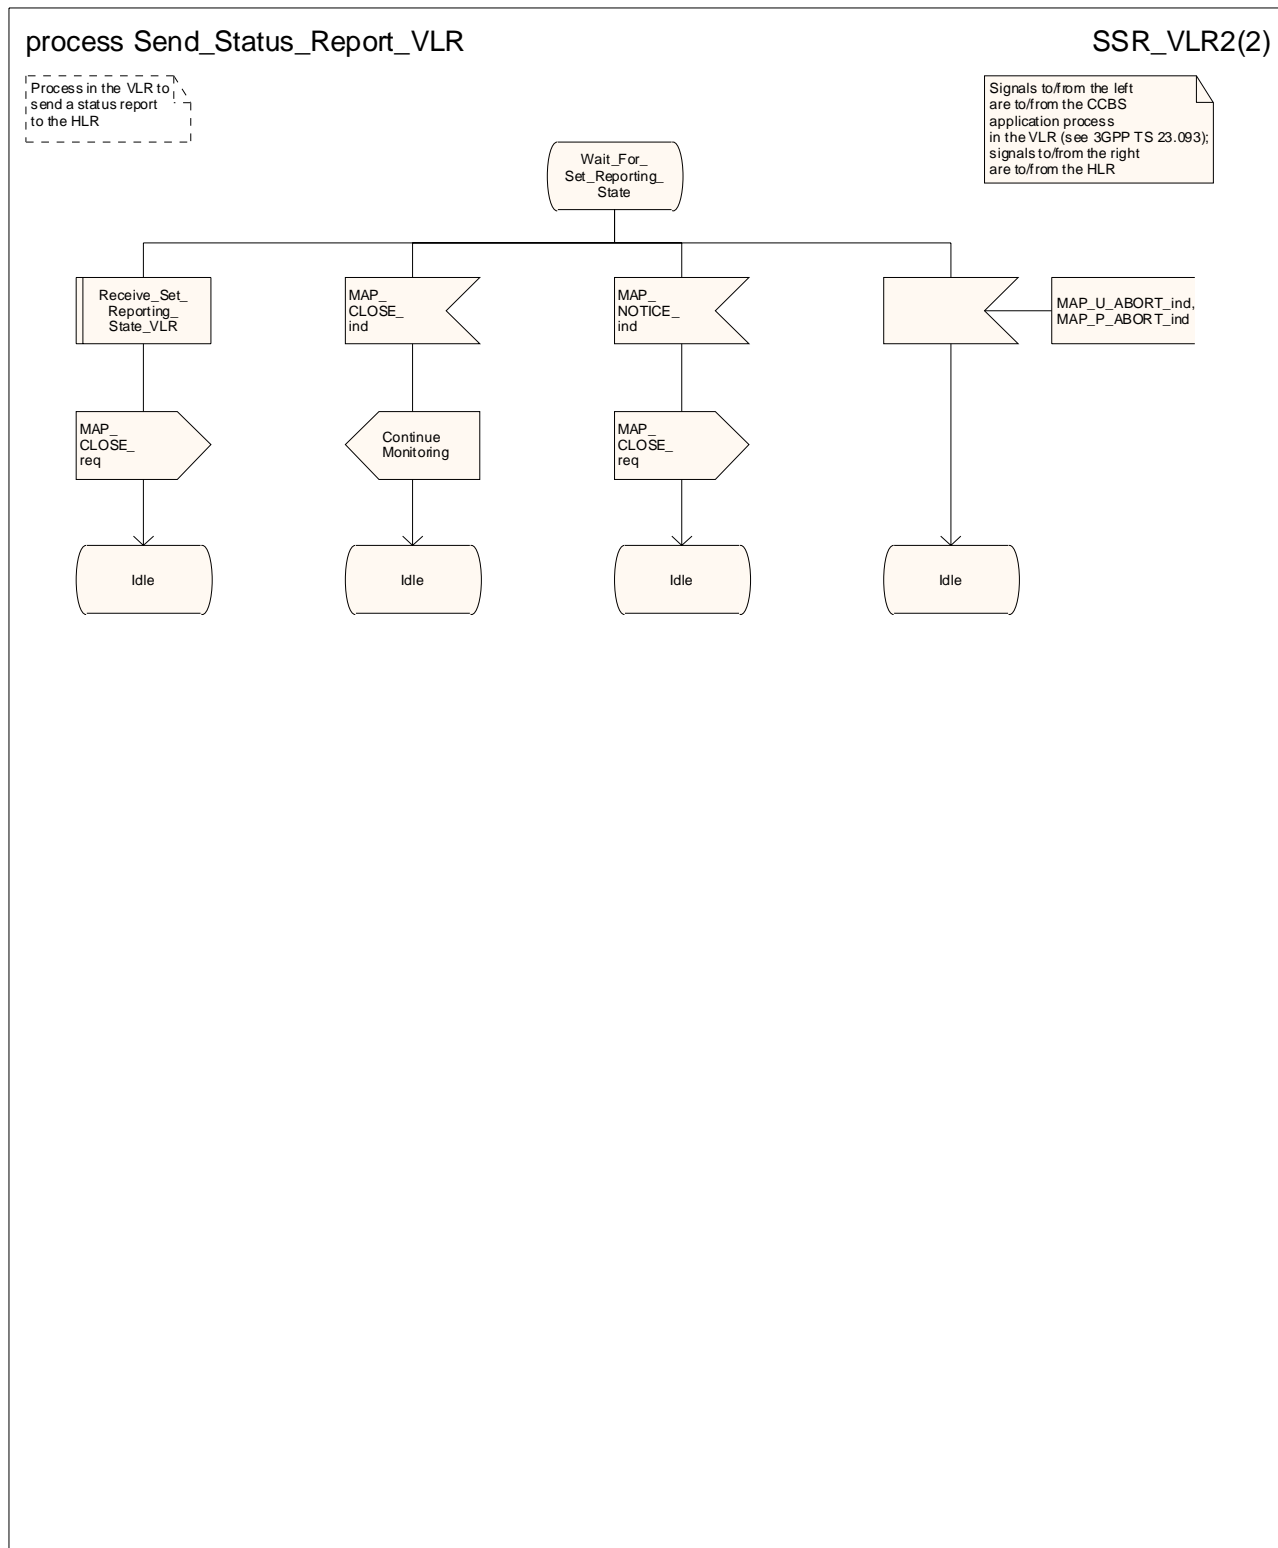 process Send_Status_Report_VLR
SSR_VLR2(2)
Process in the VLR to
send a status report
to the HLR
Signals to/from the left
are to/from the CCBS
application process
in the VLR (see 3GPP TS 23.093);
signals to/from the right
are to/from the HLR
Wait_For_
Set_Reporting_
State
Receive_Set_
Reporting_
State_VLR
MAP_
CLOSE_
ind
MAP_
NOTICE_
ind
MAP_U_ABORT_ind,
MAP_P_ABORT_ind
MAP_
CLOSE_
req
Continue
Monitoring
MAP_
CLOSE_
req
Idle
Idle
Idle
Idle